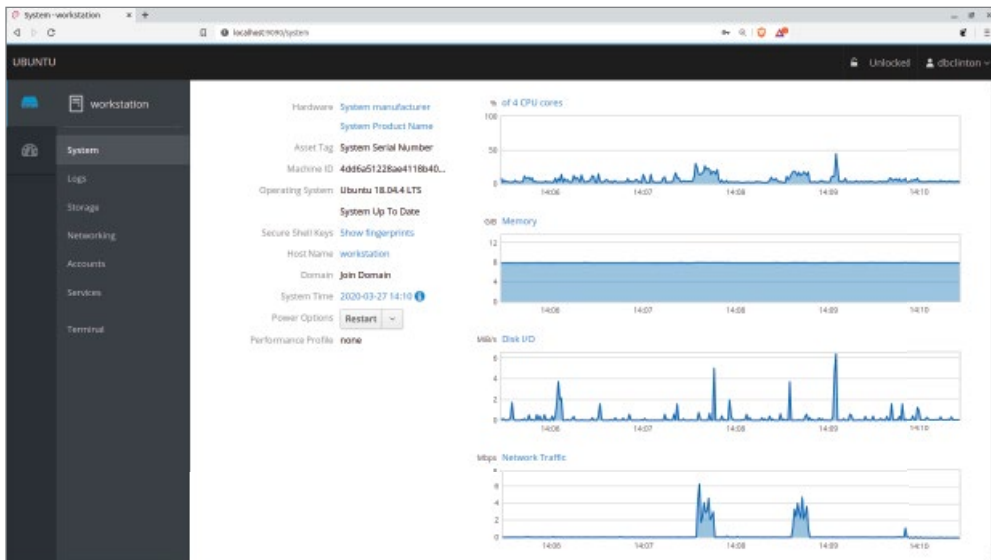 System - workstation
localhost:9090/system
UBUNTU
Unlocked
dbclinton
workstation
System
Logs
Storage
Networking
Accounts
Services
Terminal
Hardware System manufacturer
System Product Name
Asset Tag System Serial Number
Machine ID 4dd6a51228ae4118b40...
Operating System Ubuntu 18.04.4 LTS
System Up To Date
Secure Shell Keys Show fingerprints
Host Name workstation
Domain Join Domain
System Time 2020-03-27 14:10
Power Options Restart
Performance Profile none
% of 4 CPU cores
100
50
0
14:06 14:07 14:08 14:09 14:10
GiB Memory
12
8
4
0
14:06 14:07 14:08 14:09 14:10
MiB/s Disk I/O
6
4
2
0
14:06 14:07 14:08 14:09 14:10
Mbps Network Traffic
8
6
4
2
0
14:06 14:07 14:08 14:09 14:10